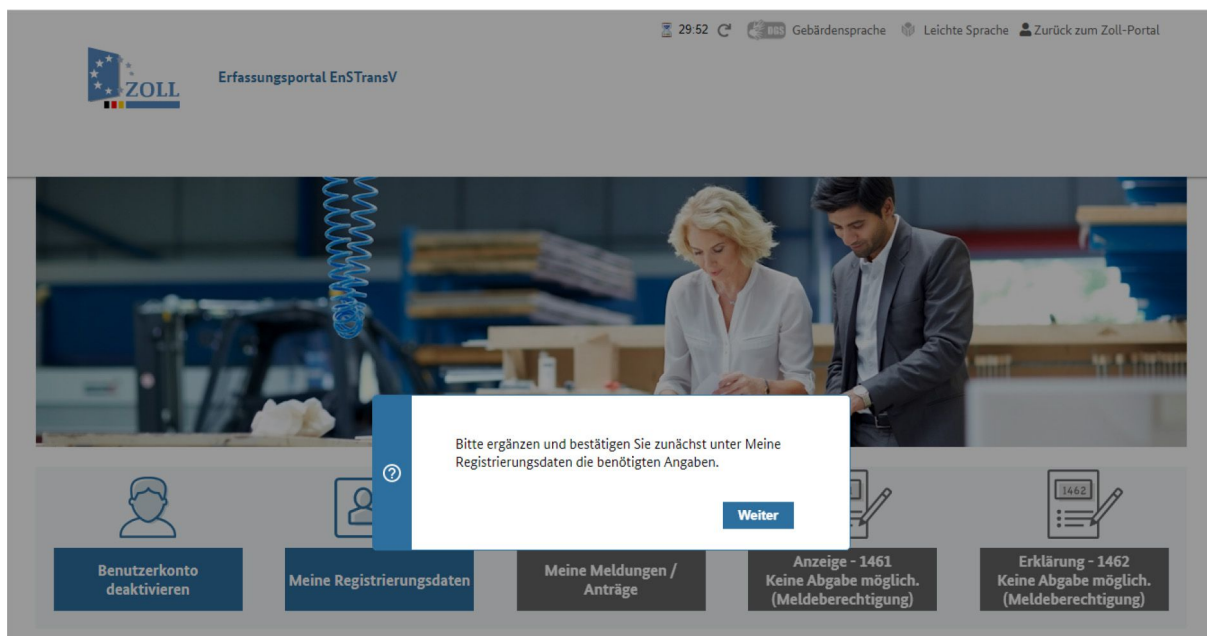 29:52
DGS Gebärdensprache
Leichte Sprache
Zurück zum Zoll-Portal
ZOLL
Erfassungsportal EnSTransV
Bitte ergänzen und bestätigen Sie zunächst unter Meine
Registrierungsdaten die benötigten Angaben.
Weiter
1462
Benutzerkonto
deaktivieren
Meine Registrierungsdaten
Meine Meldungen /
Anträge
Anzeige - 1461
Keine Abgabe möglich.
(Meldeberechtigung)
Erklärung - 1462
Keine Abgabe möglich.
(Meldeberechtigung)